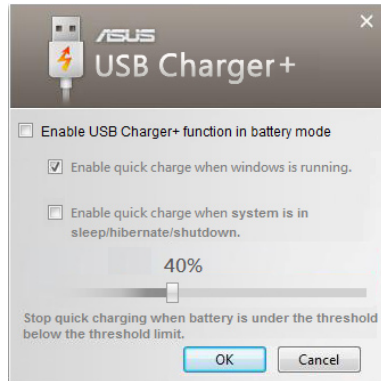 ASUS
USB Charger+
Enable USB Charger+ function in battery mode
Enable quick charge when windows is running.
Enable quick charge when system is in
sleep/hibernate/shutdown.
40%
Stop quick charging when battery is under the threshold
below the threshold limit.
OK Cancel